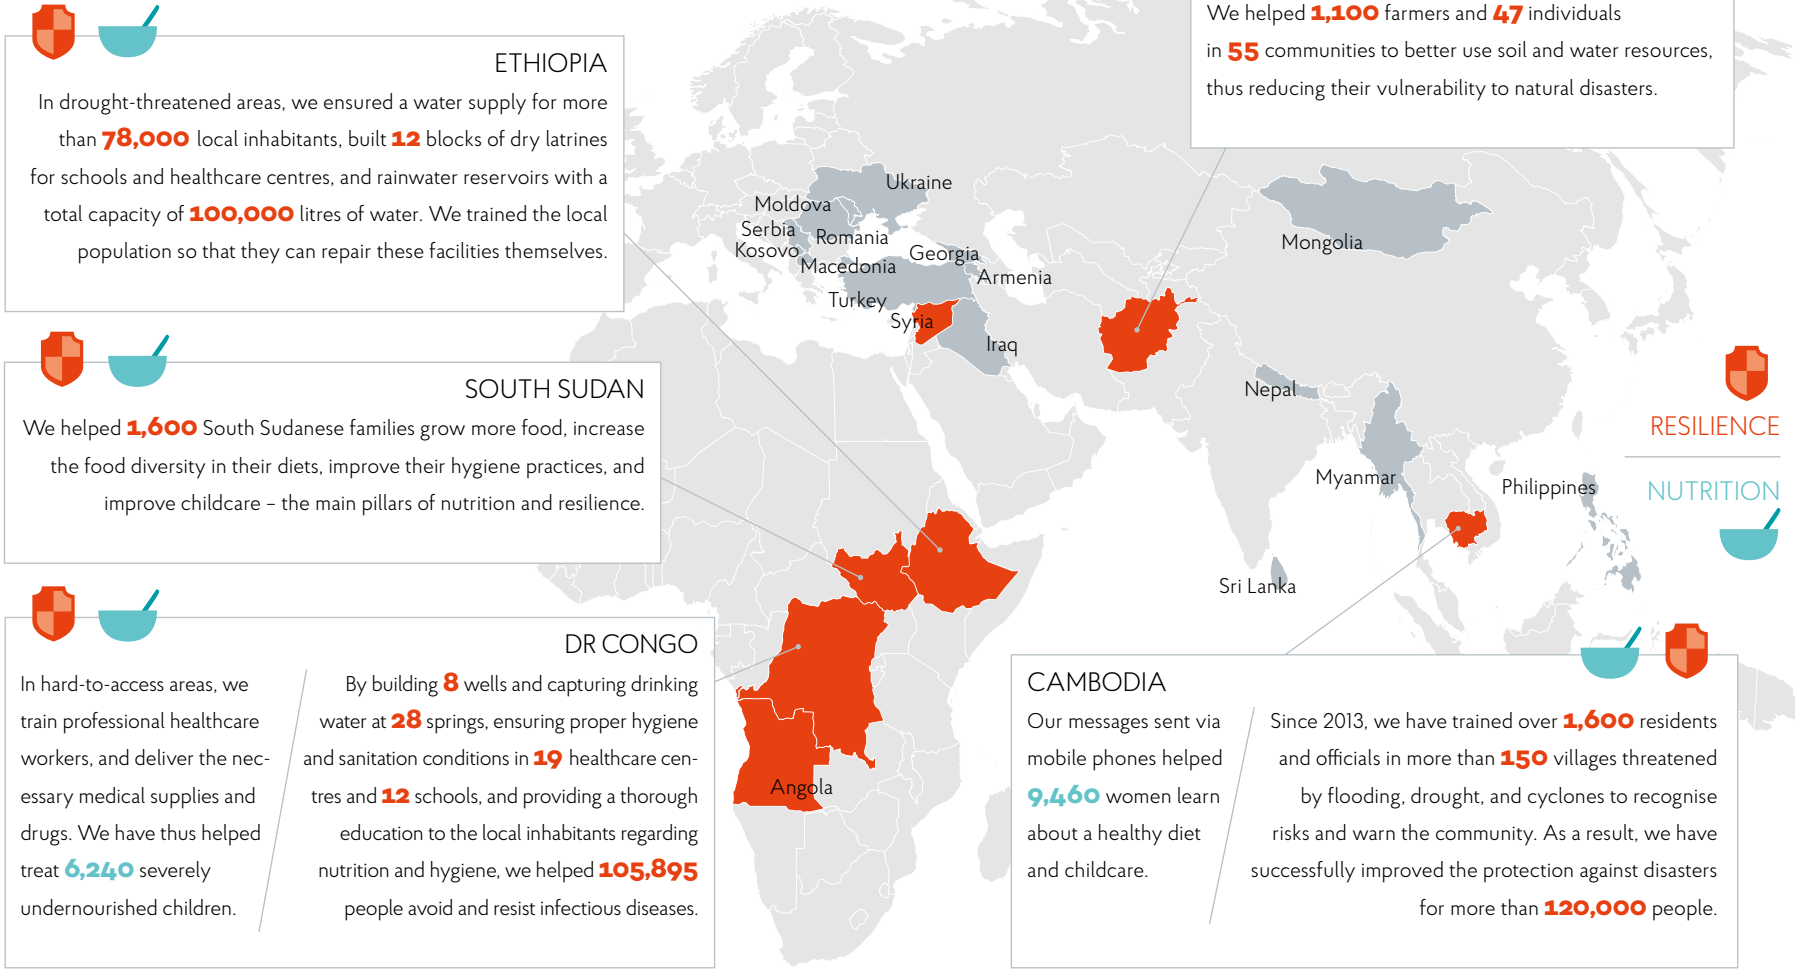 We helped 1,100 farmers and 47 individuals
in 55 communities to better use soil and water resources,
thus reducing their vulnerability to natural disasters.
ETHIOPIA
In drought-threatened areas, we ensured a water supply for more
than 78,000 local inhabitants, built 12 blocks of dry latrines
for schools and healthcare centres, and rainwater reservoirs with a
total capacity of 100,000 litres of water. We trained the local
population so that they can repair these facilities themselves.
SOUTH SUDAN
We helped 1,600 South Sudanese families grow more food, increase
the food diversity in their diets, improve their hygiene practices, and
improve childcare – the main pillars of nutrition and resilience.
DR CONGO
In hard-to-access areas, we
train professional healthcare
workers, and deliver the nec-
essary medical supplies and
drugs. We have thus helped
treat 6,240 severely
undernourished children.
By building 8 wells and capturing drinking
water at 28 springs, ensuring proper hygiene
and sanitation conditions in 19 healthcare cen-
tres and 12 schools, and providing a thorough
education to the local inhabitants regarding
nutrition and hygiene, we helped 105,895
people avoid and resist infectious diseases.
Ukraine
Moldova
Serbia
Romania
Kosovo
Georgia
Macedonia
Armenia
Turkey
Syria
Iraq
Mongolia
Nepal
Myanmar
Philippines
Sri Lanka
Angola
RESILIENCE
NUTRITION
CAMBODIA
Our messages sent via
mobile phones helped
9,460 women learn
about a healthy diet
and childcare.
Since 2013, we have trained over 1,600 residents
and officials in more than 150 villages threatened
by flooding, drought, and cyclones to recognise
risks and warn the community. As a result, we have
successfully improved the protection against disasters
for more than 120,000 people.